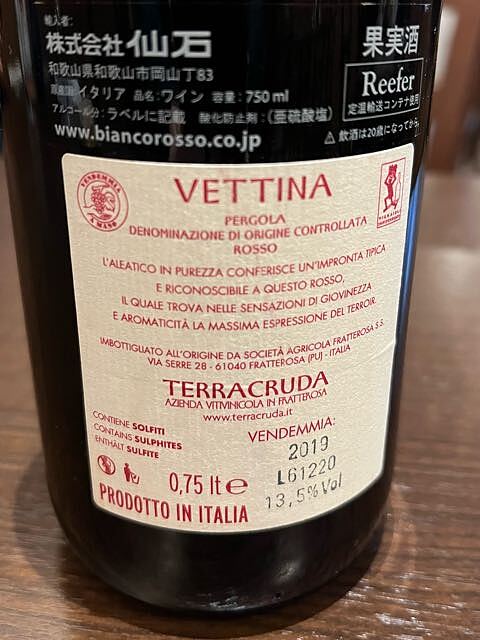 輸入者:
株式会社 仙石
和歌山県和歌山市岡山丁83
原産国: イタリア 品名: ワイン 容量: 750ml
アルコール分: ラベルに記載 酸化防止剤: (亜硫酸塩)
www.biancorosso.co.jp
果実酒
Reefer
定温輸送コンテナ使用
⚠ 飲酒は20歳になってから
VENDEMMIA
A MANO
VETTINA
PERGOLA
DENOMINAZIONE DI ORIGINE CONTROLLATA
ROSSO
L'ALEATICO IN PUREZZA CONFERISCE UN'IMPRONTA TIPICA
E RICONOSCIBILE A QUESTO ROSSO,
IL QUALE TROVA NELLE SENSAZIONI DI GIOVINEZZA
E AROMATICITÀ LA MASSIMA ESPRESSIONE DEL TERROIR.
IMBOTTIGLIATO ALL'ORIGINE DA SOCIETÀ AGRICOLA FRATTEROSA S.S.
VIA SERRE 28 - 61040 FRATTEROSA (PU) - ITALIA
TERRACRUDA
AZIENDA VITIVINICOLA IN FRATTEROSA
www.terracruda.it
CONTIENE SOLFITI
CONTAINS SULPHITES
ENTHÄLT SULFITE
VENDEMMIA:
2019
L61220
13,5%Vol
0,75 lt e
PRODOTTO IN ITALIA